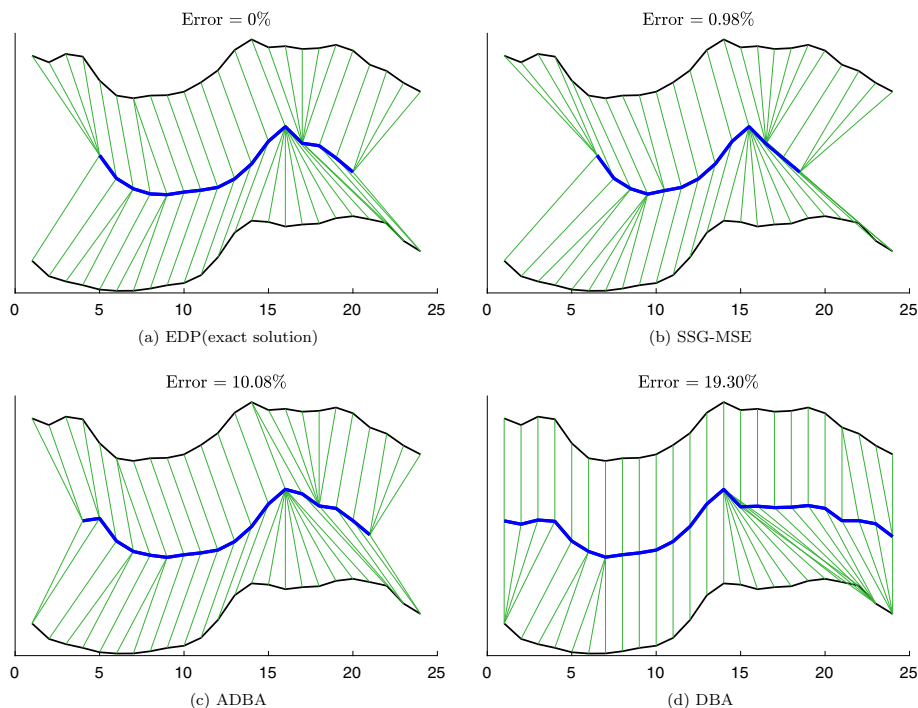 Error = 0%
Error = 0.98%
0 5 10 15 20 25
0 5 10 15 20 25
(a) EDP(exact solution)
(b) SSG-MSE
Error = 10.08%
Error = 19.30%
0 5 10 15 20 25
0 5 10 15 20 25
(c) ADBA
(d) DBA